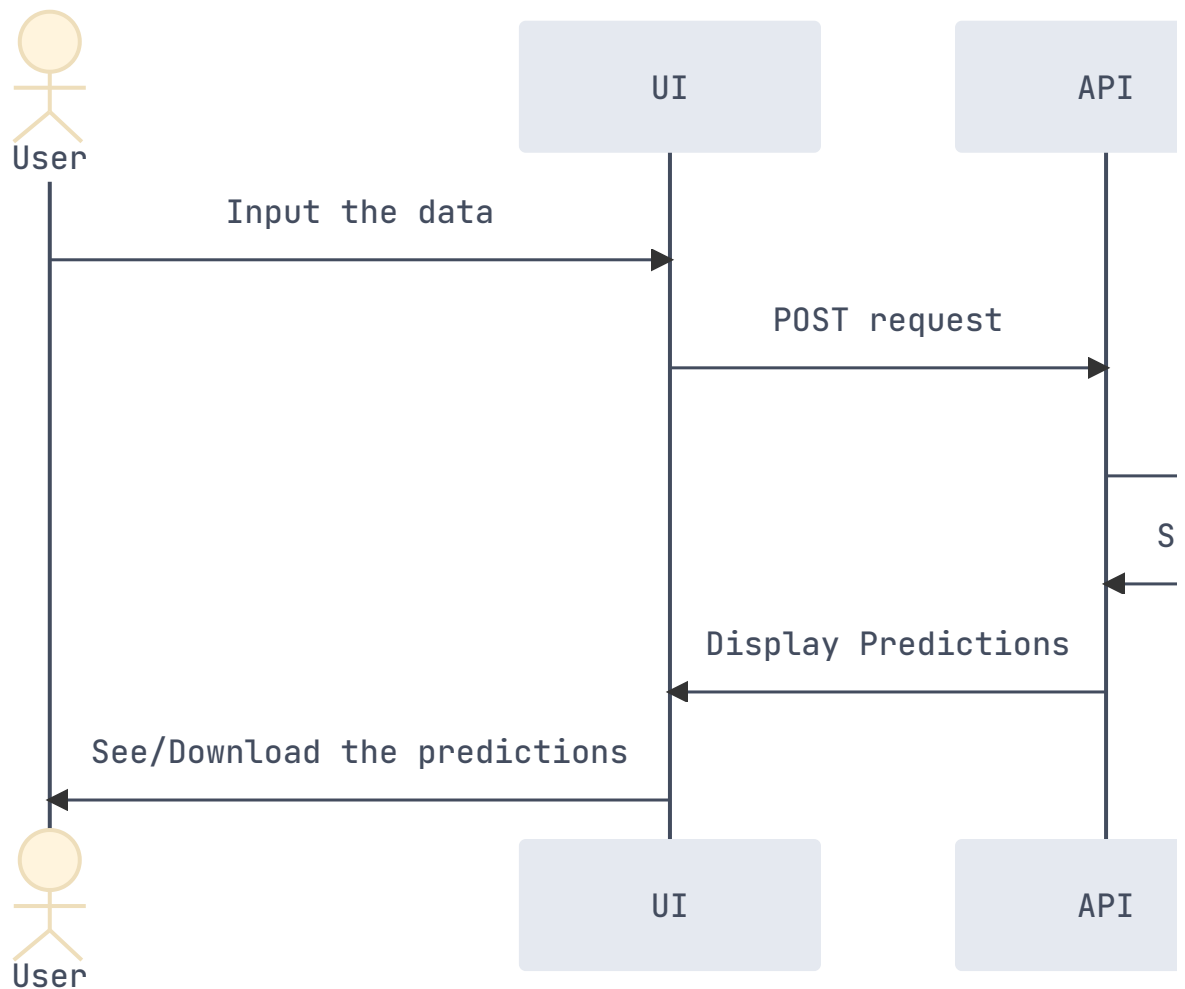 UI
API
User
Input the data
POST request
S
Display Predictions
See/Download the predictions
UI
API
User